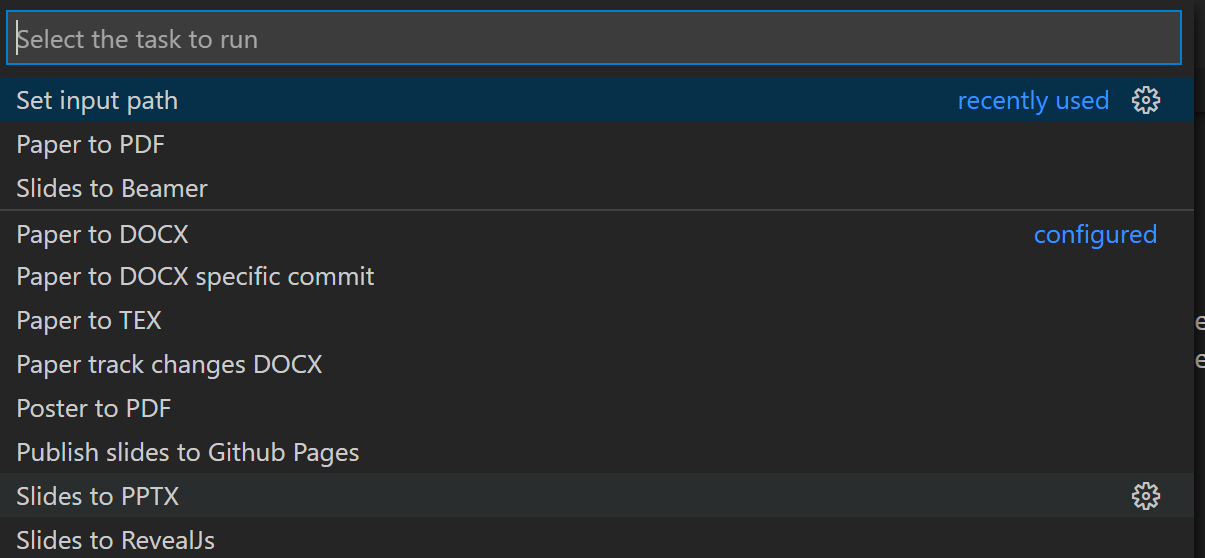 Select the task to run
Set input path recently used
Paper to PDF
Slides to Beamer
Paper to DOCX configured
Paper to DOCX specific commit
Paper to TEX
Paper track changes DOCX
Poster to PDF
Publish slides to Github Pages
Slides to PPTX
Slides to RevealJs